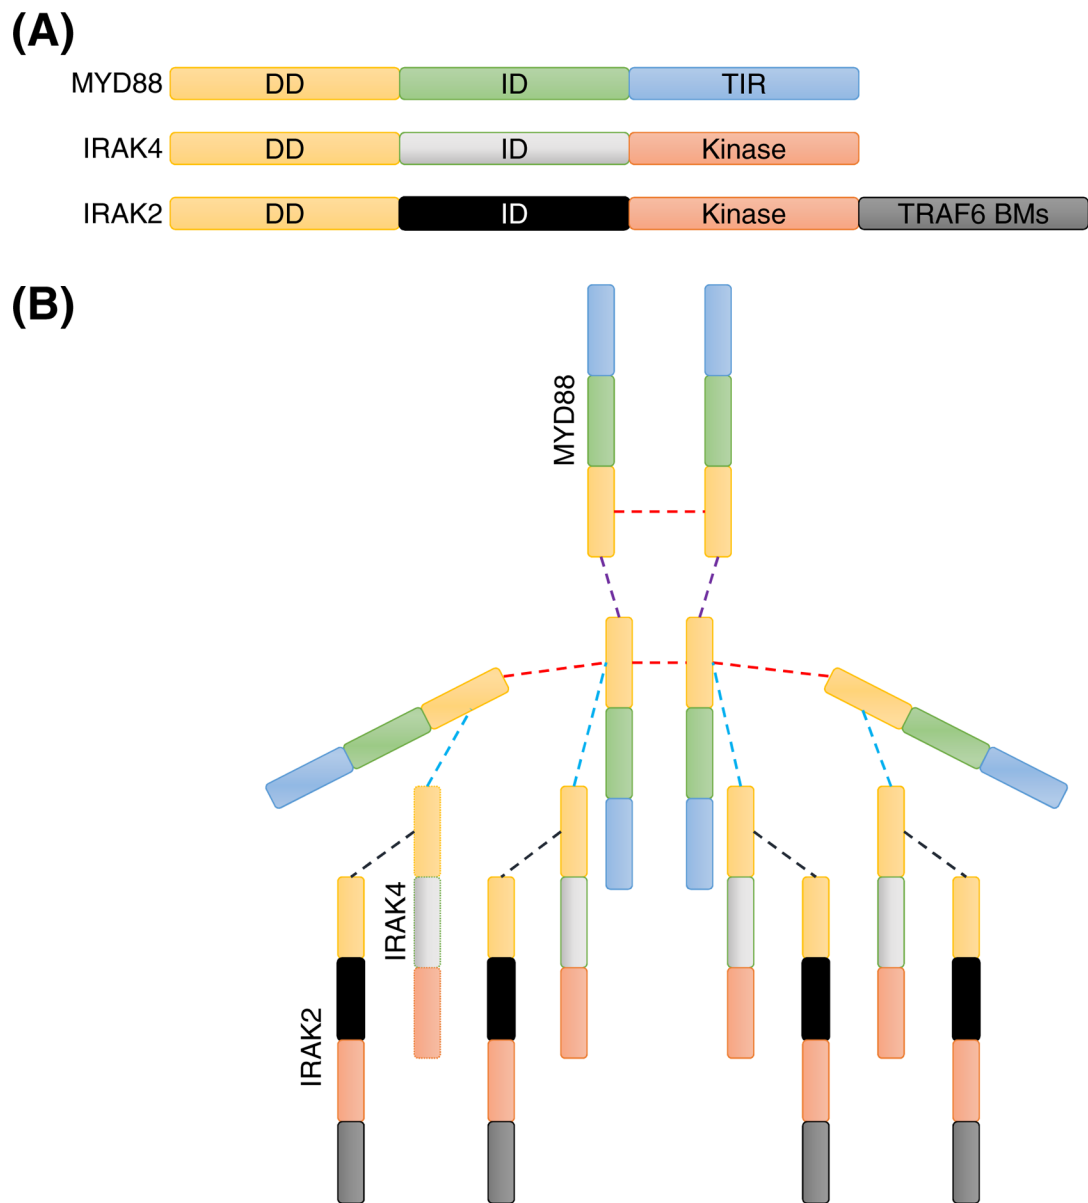 (A)
MYD88 DD ID TIR
IRAK4 DD ID Kinase
IRAK2 DD ID Kinase TRAF6 BMs
(B)
MYD88
IRAK4
IRAK2